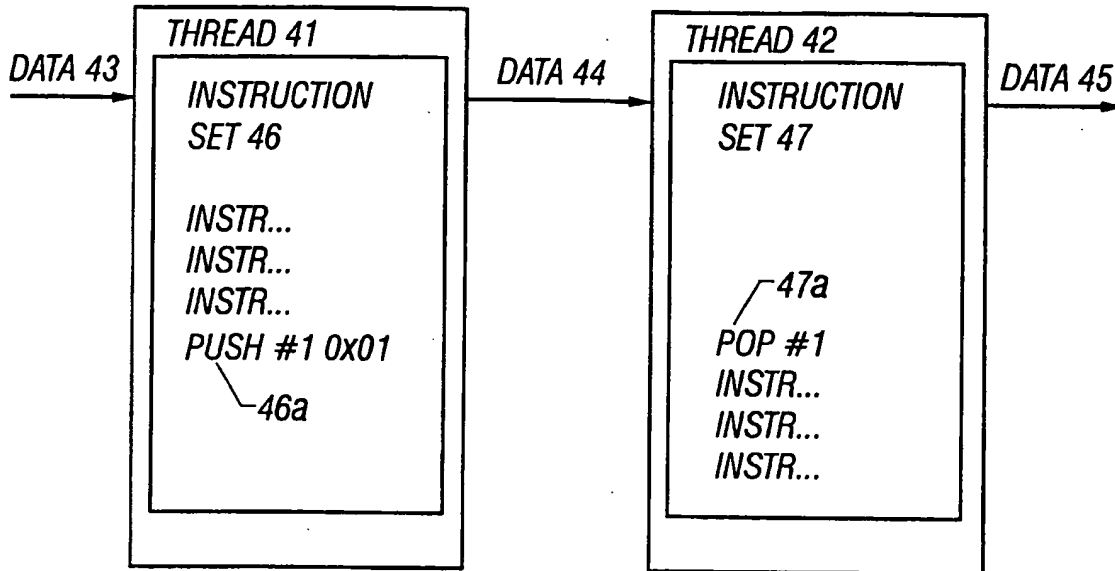 THREAD 41
DATA 43
INSTRUCTION
SET 46
INSTR...
INSTR...
INSTR...
PUSH #1 0x01
46a
DATA 44
THREAD 42
INSTRUCTION
SET 47
47a
POP #1
INSTR...
INSTR...
INSTR...
DATA 45